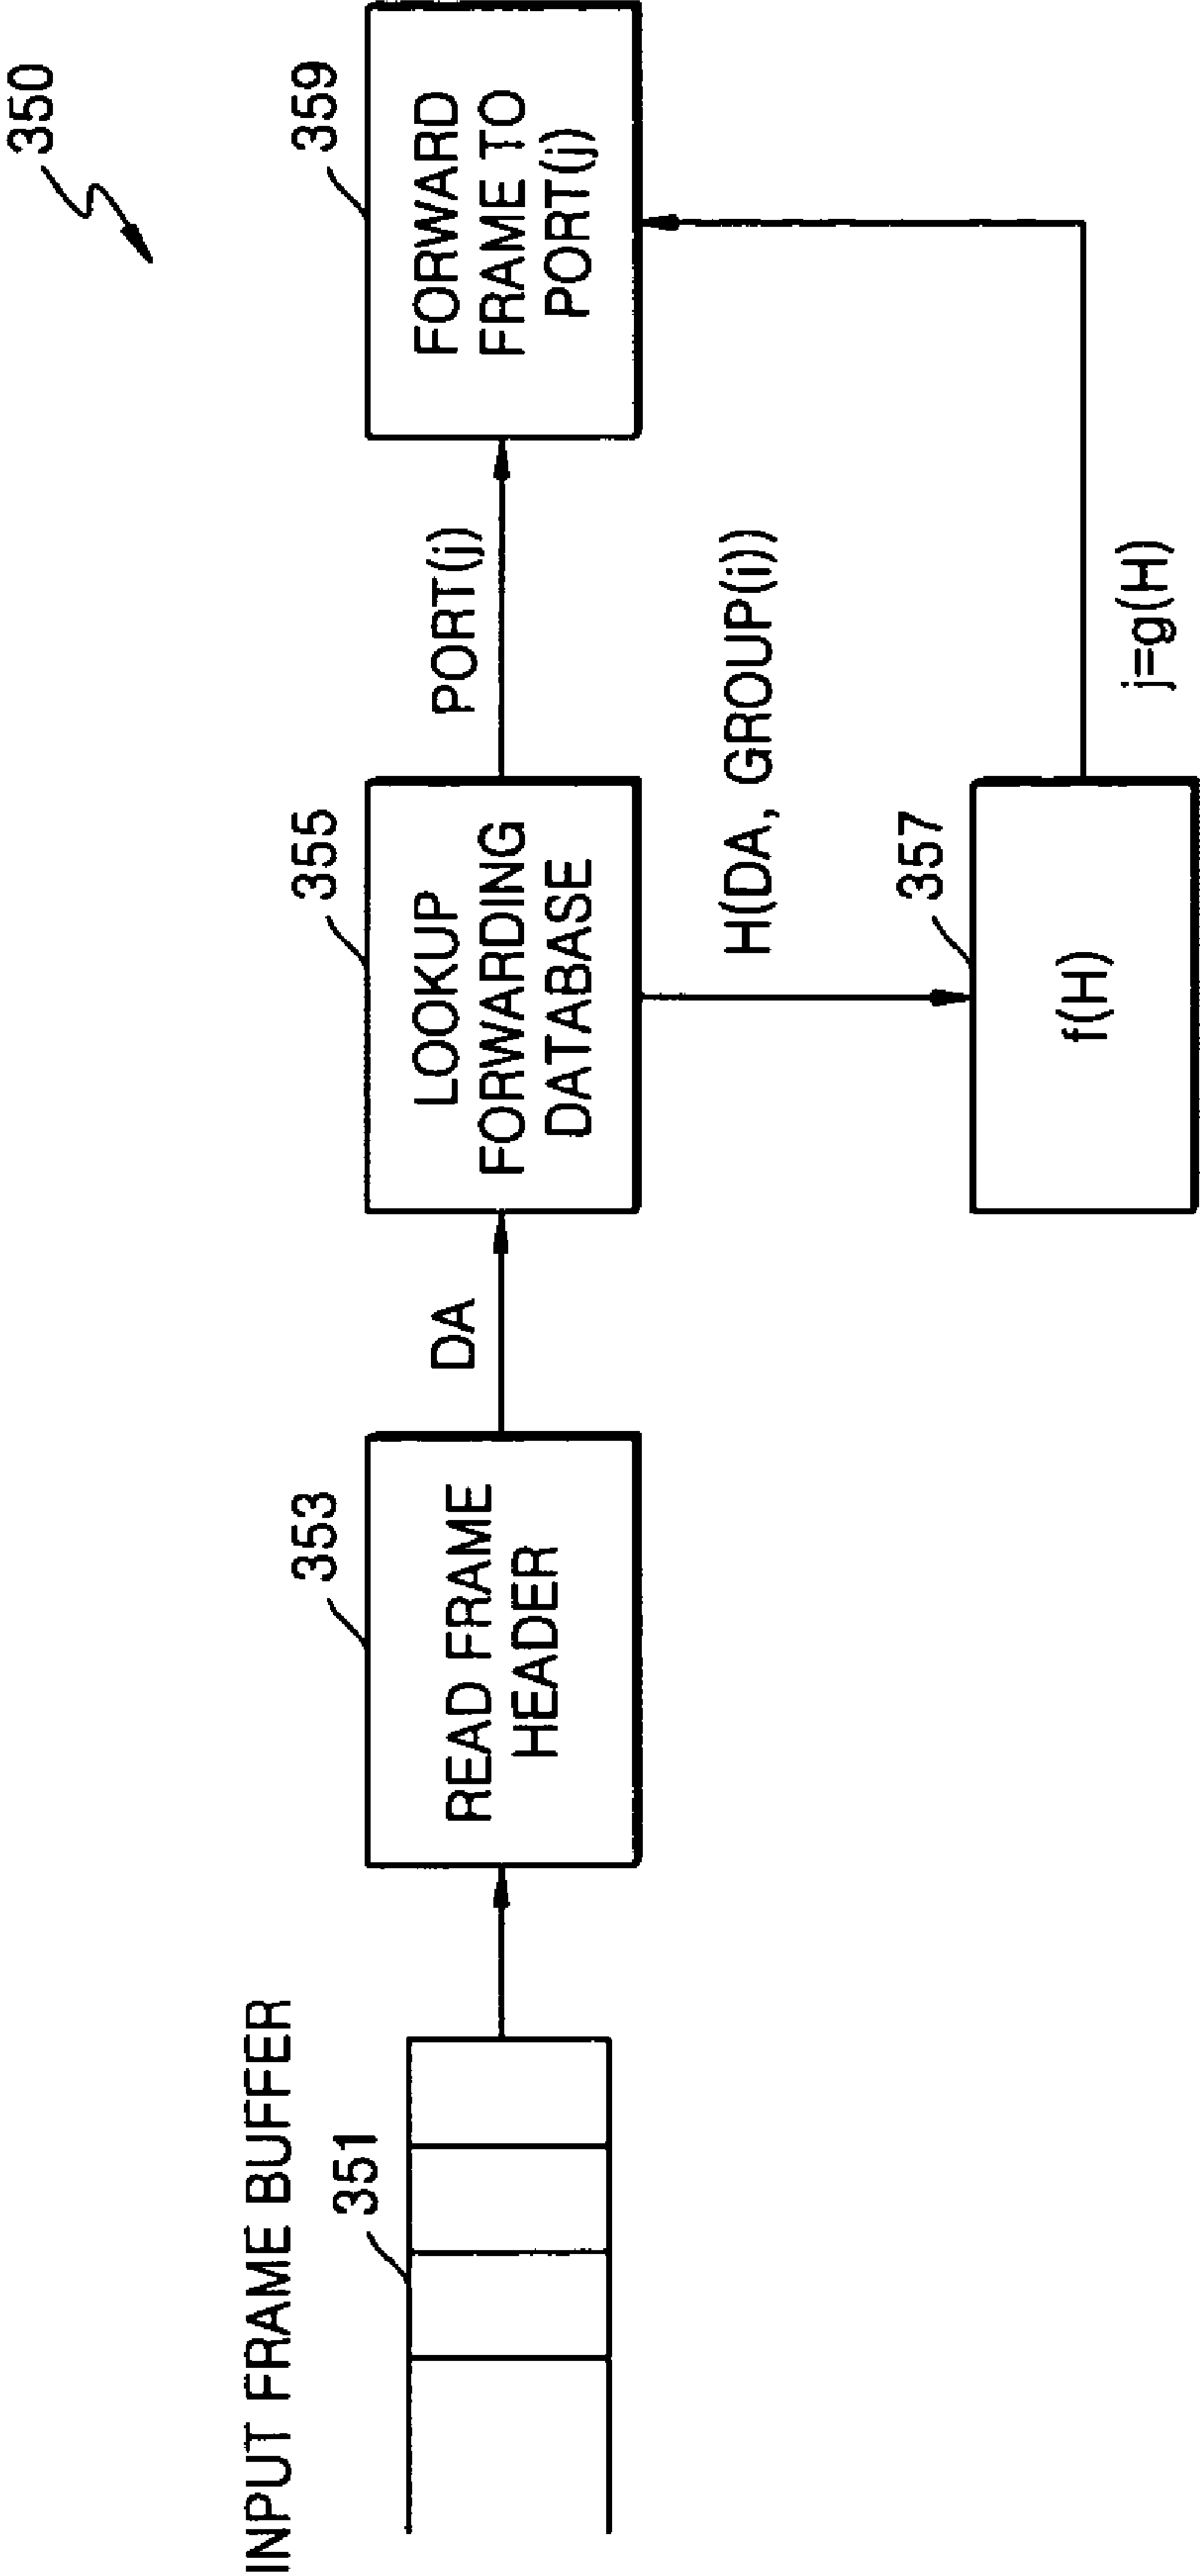 350
INPUT FRAME BUFFER
351
353
READ FRAME
HEADER
DA
355
LOOKUP
FORWARDING
DATABASE
PORT(j)
359
FORWARD
FRAME TO
PORT(j)
H(DA, GROUP(i))
357
f(H)
j=g(H)